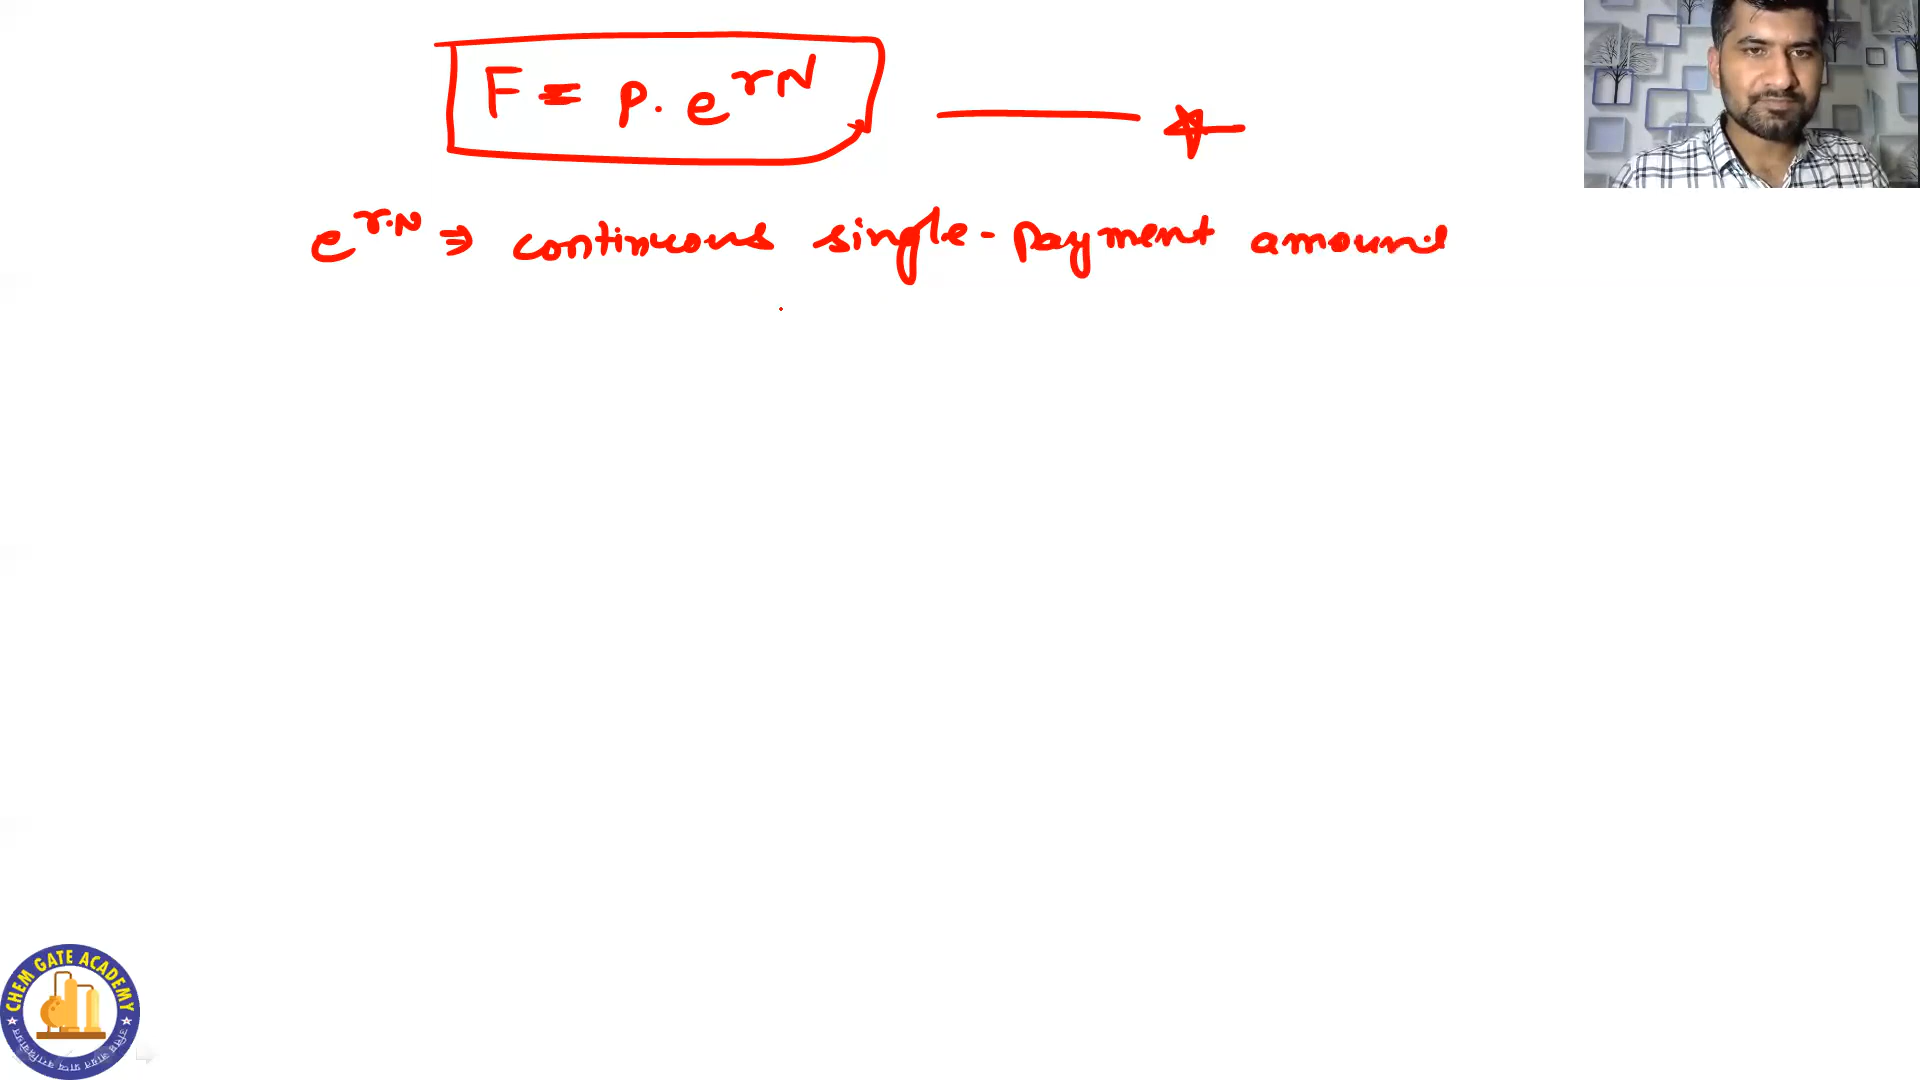 F = P. e^rN
e^r.N ⇒ continuous single-payment amount
CHEM GATE ACADEMY